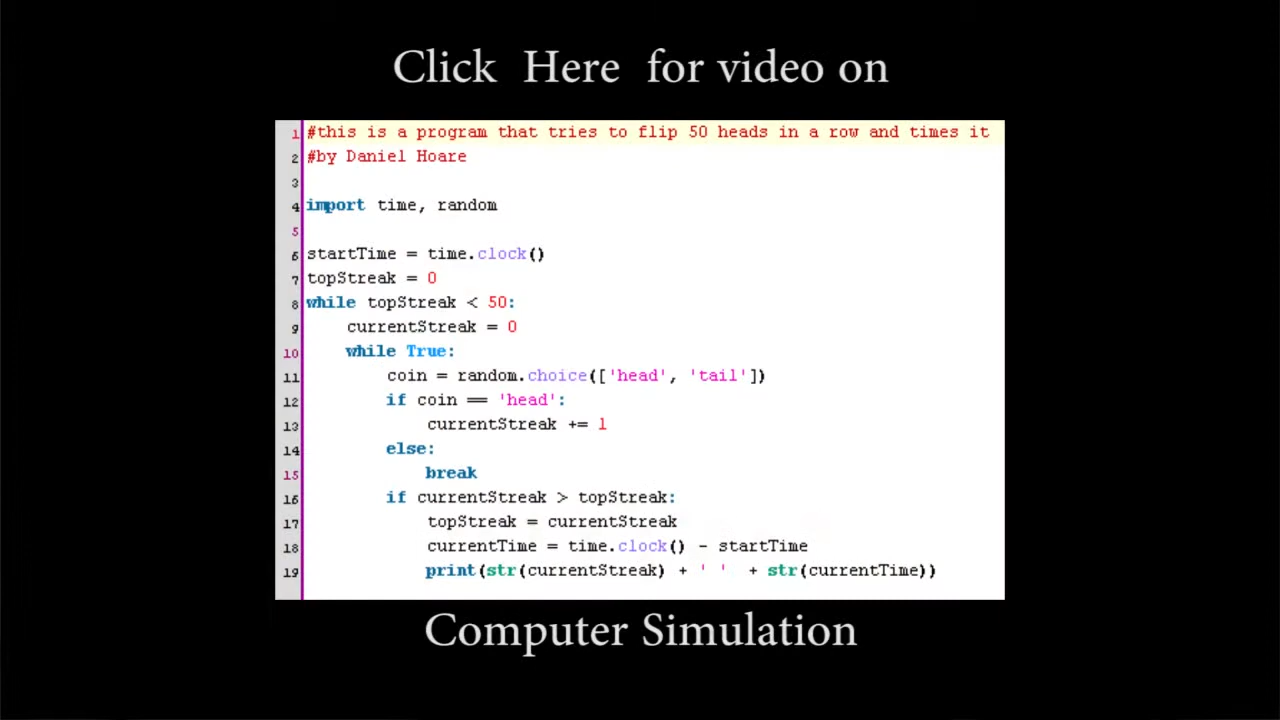 Click Here for video on
1 #this is a program that tries to flip 50 heads in a row and times it
2 #by Daniel Hoare
3
4 import time, random
5
6 startTime = time.clock()
7 topStreak = 0
8 while topStreak < 50:
9     currentStreak = 0
10     while True:
11         coin = random.choice(['head', 'tail'])
12         if coin == 'head':
13             currentStreak += 1
14         else:
15             break
16         if currentStreak > topStreak:
17             topStreak = currentStreak
18             currentTime = time.clock() - startTime
19             print(str(currentStreak) + ' ' + str(currentTime))
Computer Simulation